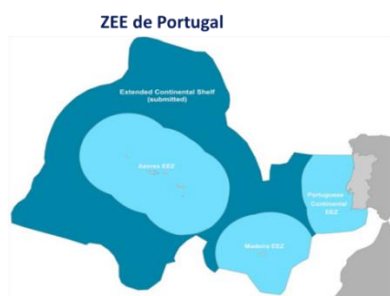 ZEE de Portugal
Extended Continental Shelf
(submitted)
Azores EEZ
Portuguese
Continental
EEZ
Madeira EEZ